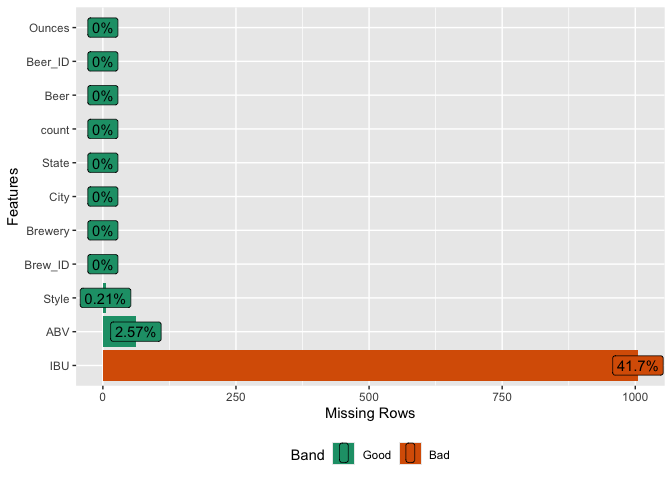 Ounces 0%
Beer_ID 0%
Beer 0%
count 0%
State 0%
City 0%
Brewery 0%
Brew_ID 0%
Style 0.21%
ABV 2.57%
IBU 41.7%
Features
0 250 500 750 1000
Missing Rows
Band Good Bad